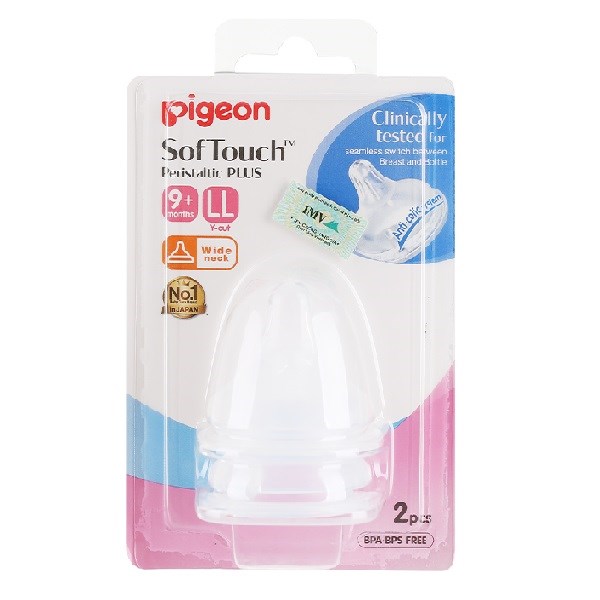 pigeon
SofTouch™
Peristaltic PLUS
Clinically
tested for
seamless switch between
Breast and Bottle
9+
months
LL
Y-cut
Wide
neck
No.1
in JAPAN
IMV
2pcs
BPA·BPS FREE